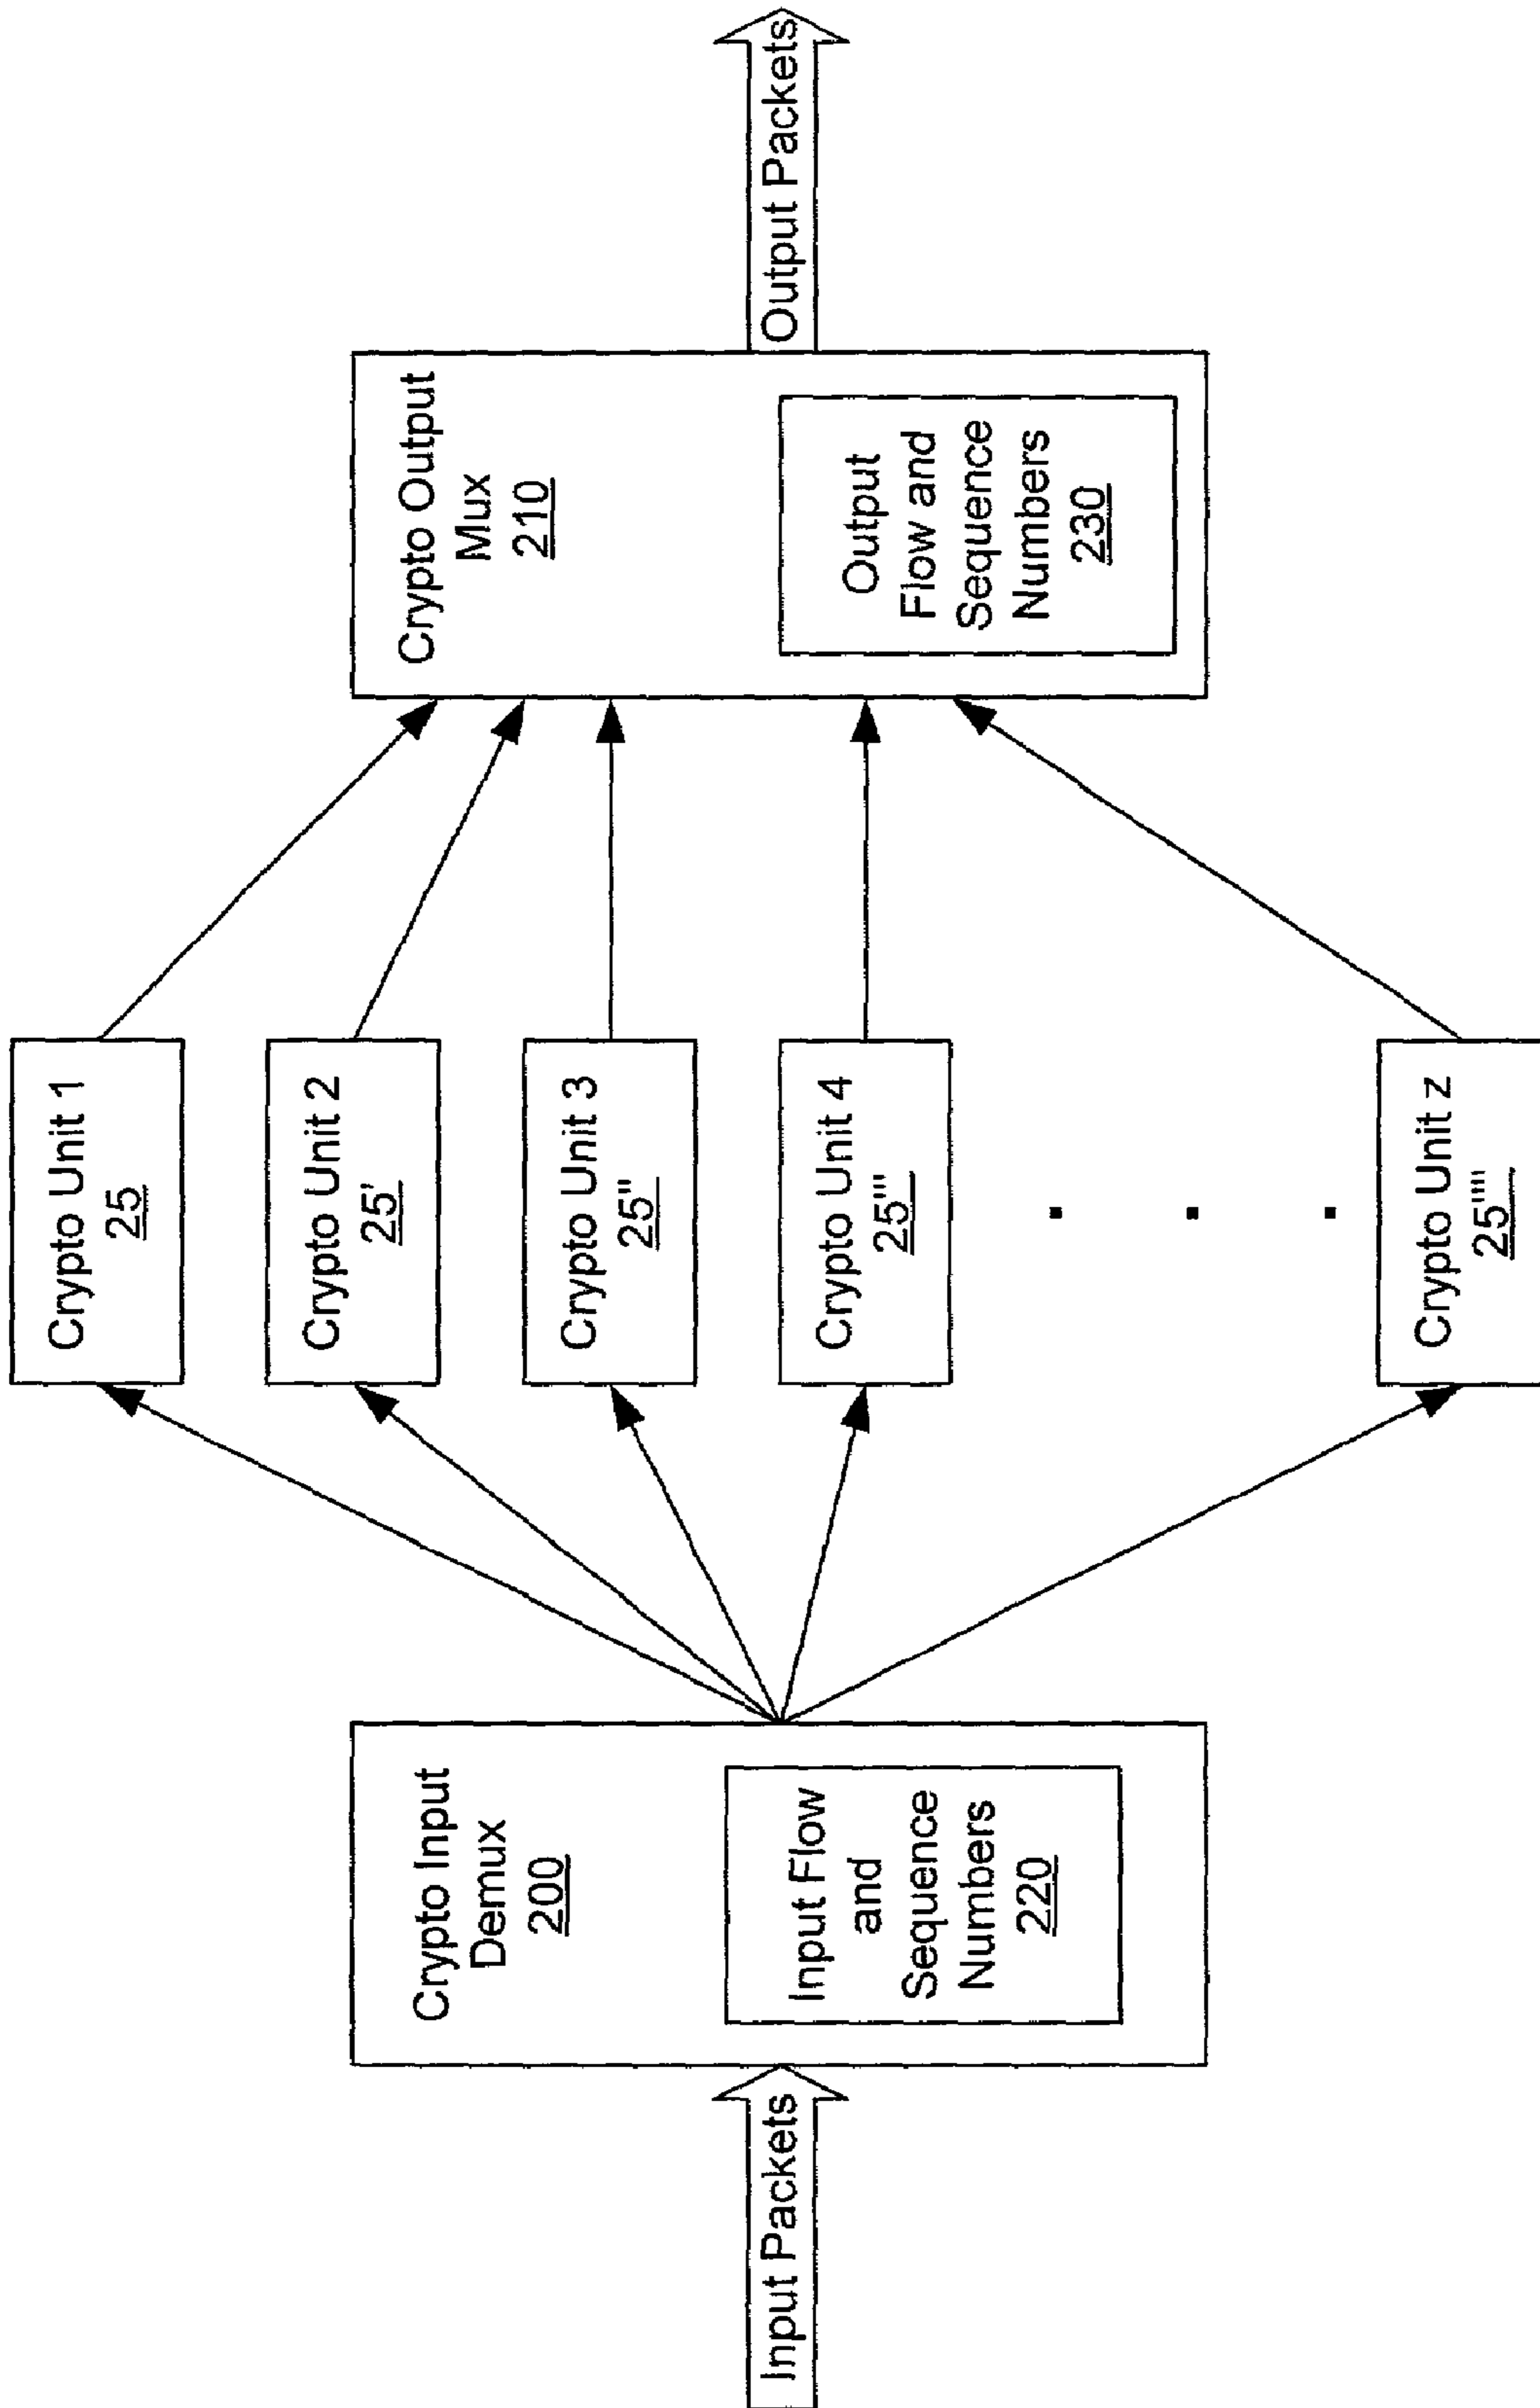 Input Packets
Crypto Input
Demux
200
Input Flow
and
Sequence
Numbers
220
Crypto Unit 1
25
Crypto Unit 2
25'
Crypto Unit 3
25"
Crypto Unit 4
25'''
Crypto Unit z
25''''
Crypto Output
Mux
210
Output
Flow and
Sequence
Numbers
230
Output Packets